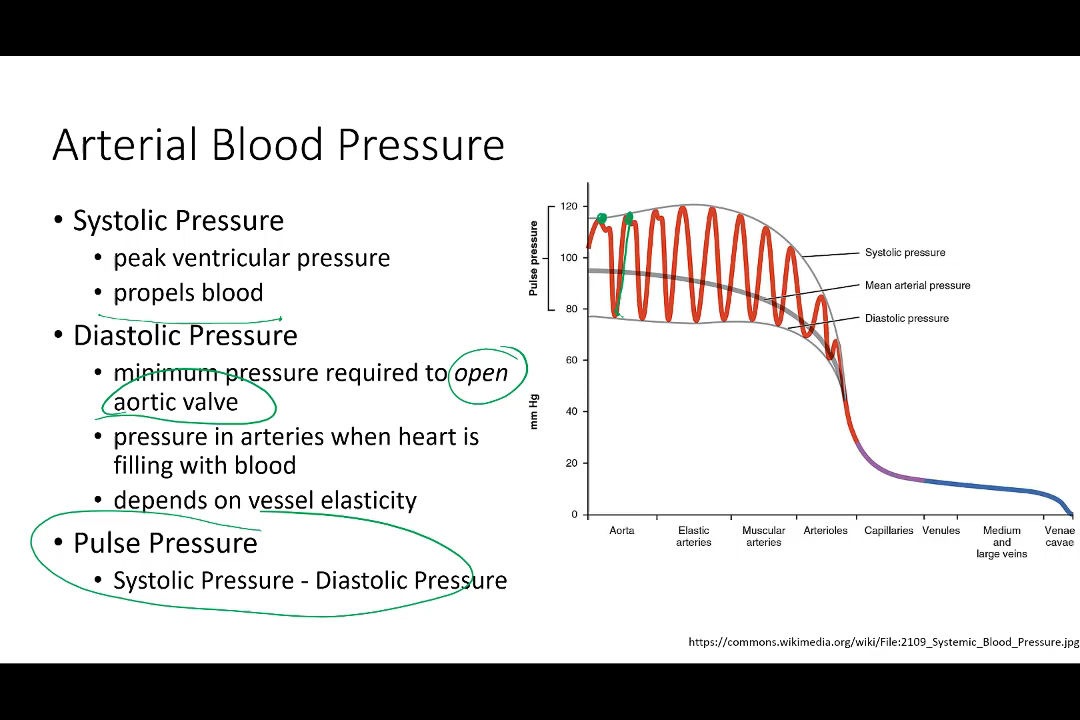 Arterial Blood Pressure
• Systolic Pressure
• peak ventricular pressure
• propels blood
• Diastolic Pressure
• minimum pressure required to open
aortic valve
• pressure in arteries when heart is
filling with blood
• depends on vessel elasticity
• Pulse Pressure
• Systolic Pressure - Diastolic Pressure
120
100
80
60
40
20
0
Pulse pressure
mm Hg
Systolic pressure
Mean arterial pressure
Diastolic pressure
Aorta
Elastic
arteries
Muscular
arteries
Arterioles
Capillaries
Venules
Medium
and
large veins
Venae
cavae
https://commons.wikimedia.org/wiki/File:2109_Systemic_Blood_Pressure.jpg